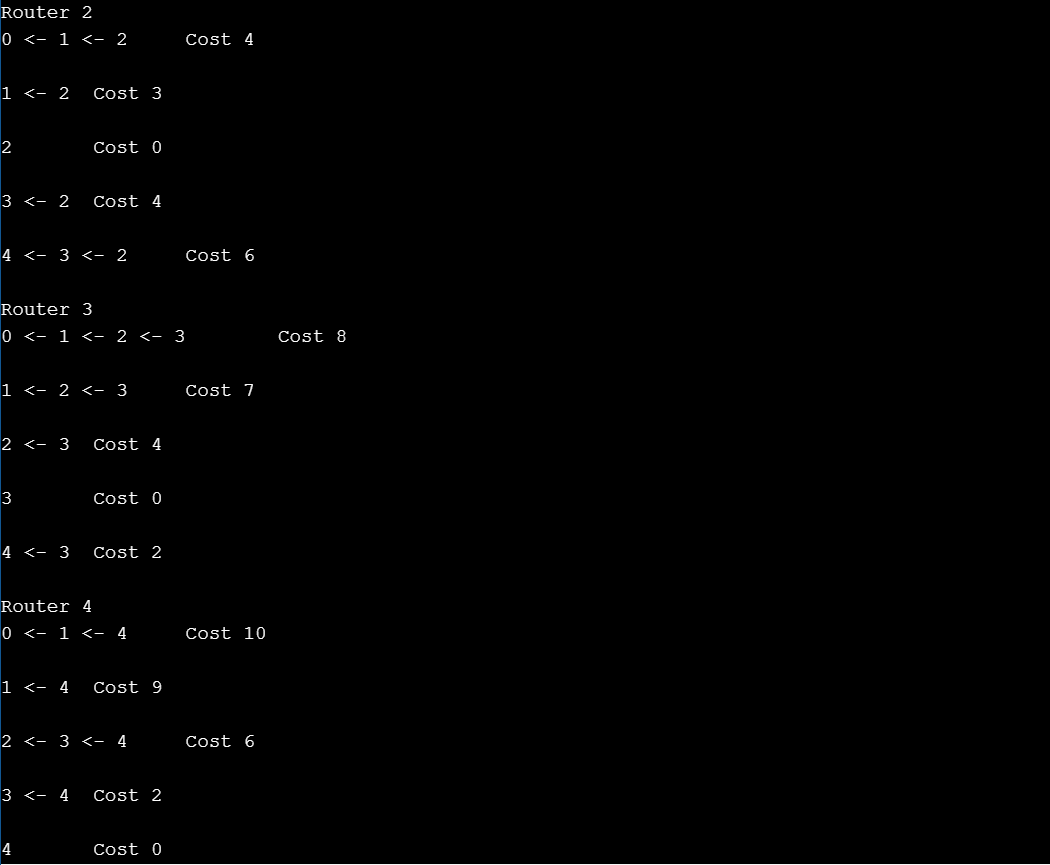 Router 2
0 <- 1 <- 2     Cost 4
1 <- 2  Cost 3
2       Cost 0
3 <- 2  Cost 4
4 <- 3 <- 2     Cost 6
Router 3
0 <- 1 <- 2 <- 3        Cost 8
1 <- 2 <- 3     Cost 7
2 <- 3  Cost 4
3       Cost 0
4 <- 3  Cost 2
Router 4
0 <- 1 <- 4     Cost 10
1 <- 4  Cost 9
2 <- 3 <- 4     Cost 6
3 <- 4  Cost 2
4       Cost 0